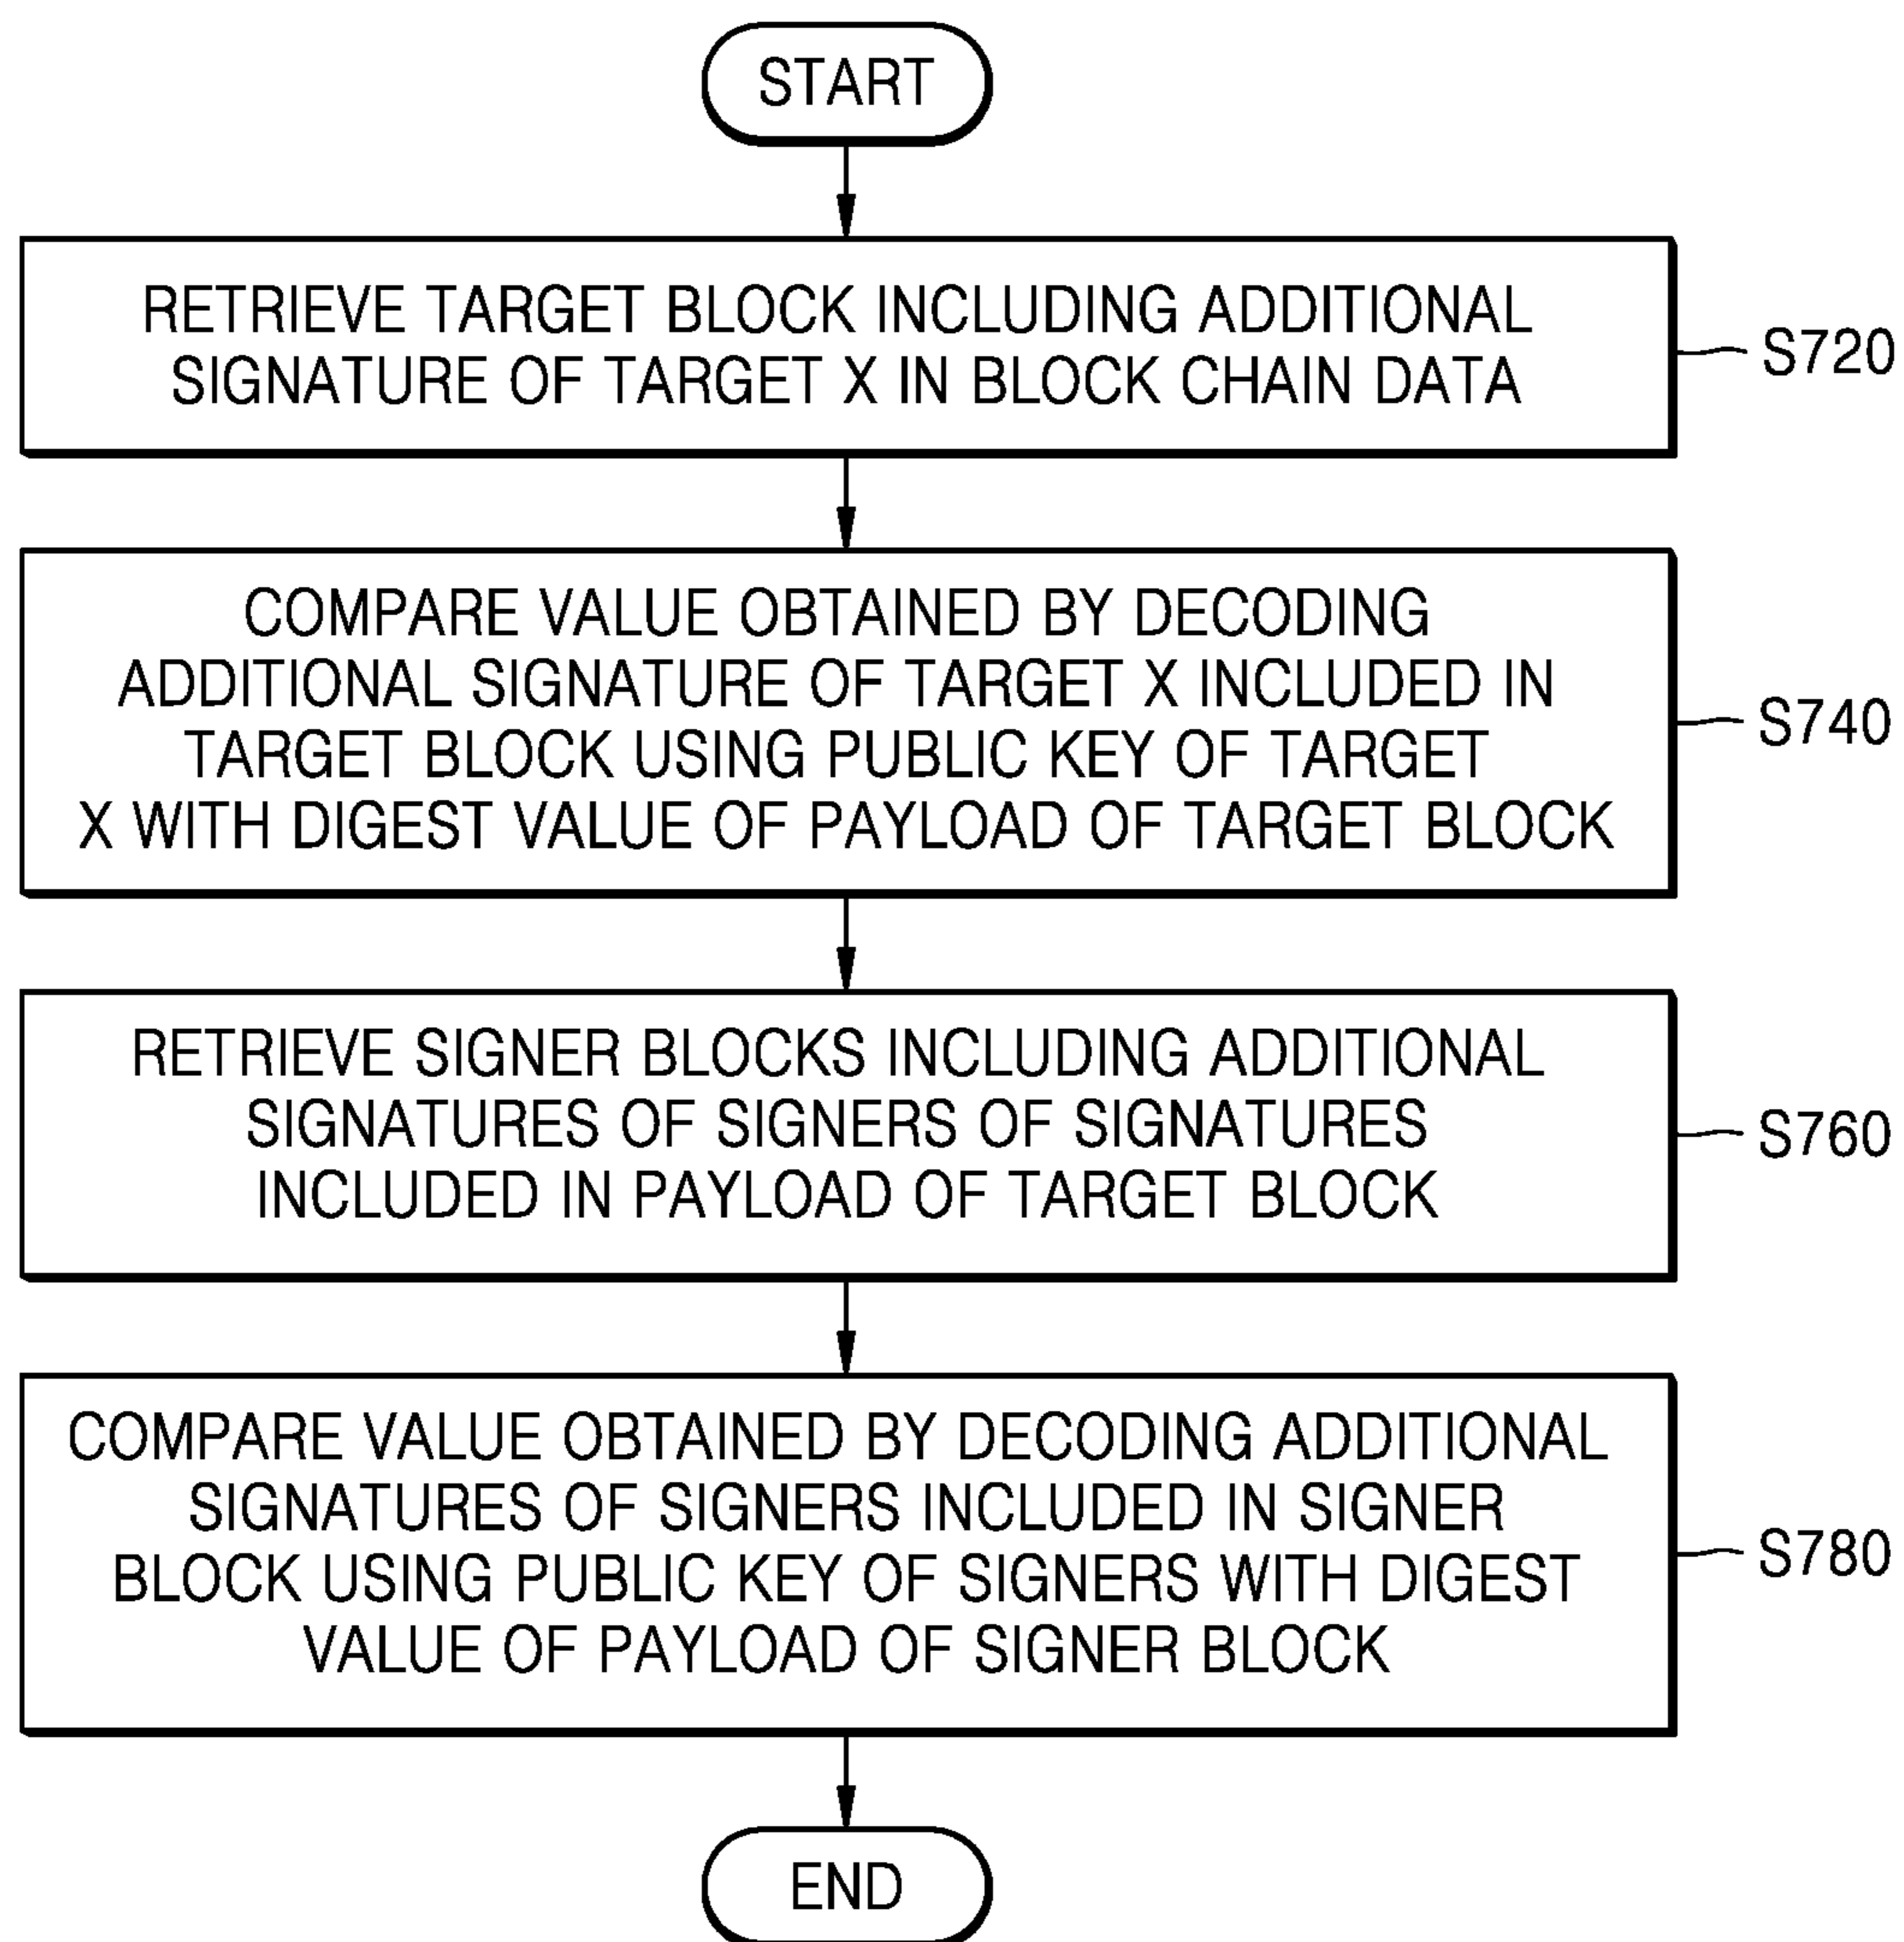 START
RETRIEVE TARGET BLOCK INCLUDING ADDITIONAL
SIGNATURE OF TARGET X IN BLOCK CHAIN DATA
S720
COMPARE VALUE OBTAINED BY DECODING
ADDITIONAL SIGNATURE OF TARGET X INCLUDED IN
TARGET BLOCK USING PUBLIC KEY OF TARGET
X WITH DIGEST VALUE OF PAYLOAD OF TARGET BLOCK
S740
RETRIEVE SIGNER BLOCKS INCLUDING ADDITIONAL
SIGNATURES OF SIGNERS OF SIGNATURES
INCLUDED IN PAYLOAD OF TARGET BLOCK
S760
COMPARE VALUE OBTAINED BY DECODING ADDITIONAL
SIGNATURES OF SIGNERS INCLUDED IN SIGNER
BLOCK USING PUBLIC KEY OF SIGNERS WITH DIGEST
VALUE OF PAYLOAD OF SIGNER BLOCK
S780
END